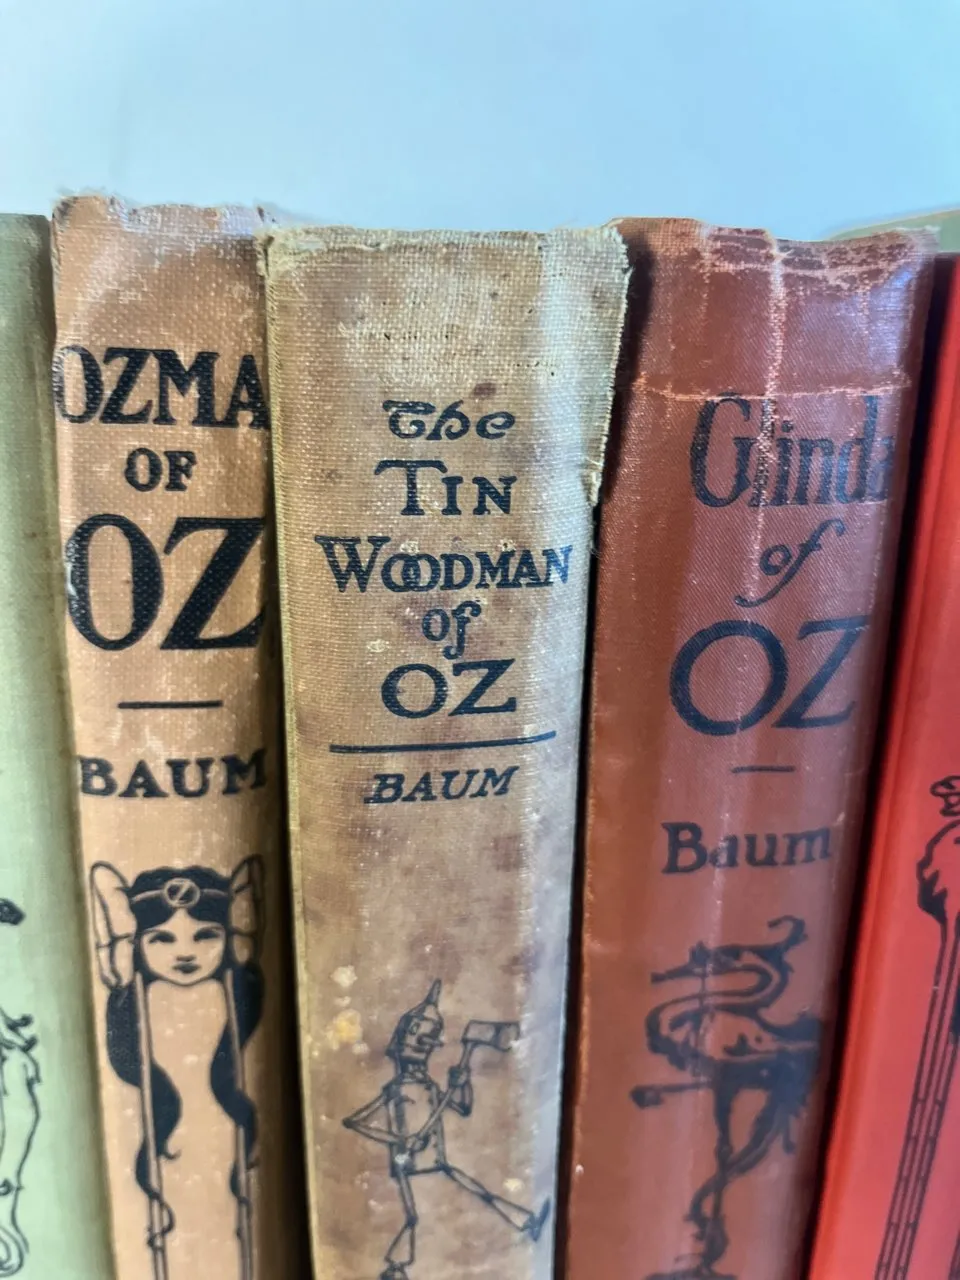 OZMA
OF
OZ
BAUM
The
TIN
WOODMAN
of
OZ
BAUM
Glinda
of
OZ
Baum